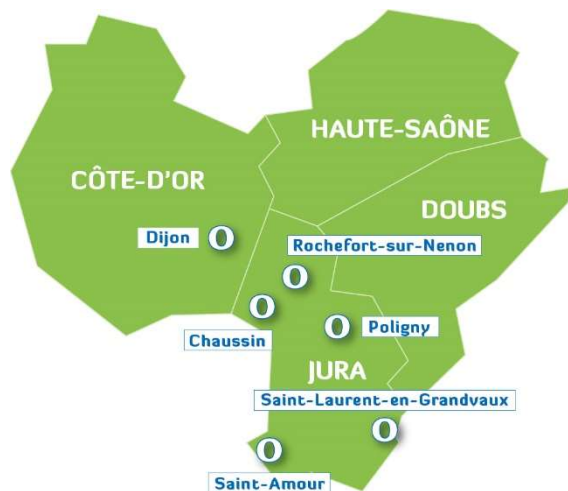 HAUTE-SAÔNE
CÔTE-D'OR
DOUBS
Dijon
Rochefort-sur-Nenon
Chaussin
Poligny
JURA
Saint-Laurent-en-Grandvaux
Saint-Amour